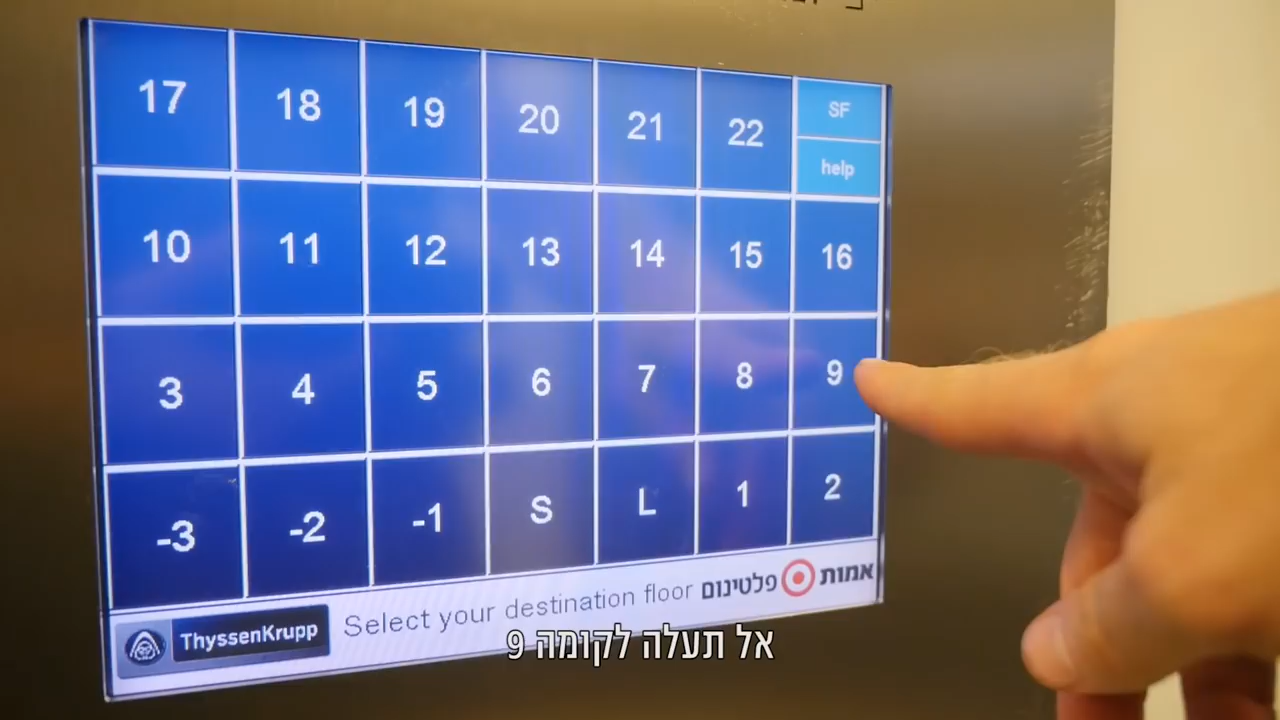 17 18 19 20 21 22 SF
help
10 11 12 13 14 15 16
3 4 5 6 7 8 9
-3 -2 -1 S L 1 2
ThyssenKrupp Select your destination floor אמות פלטינום
אל תעלה לקומה 9